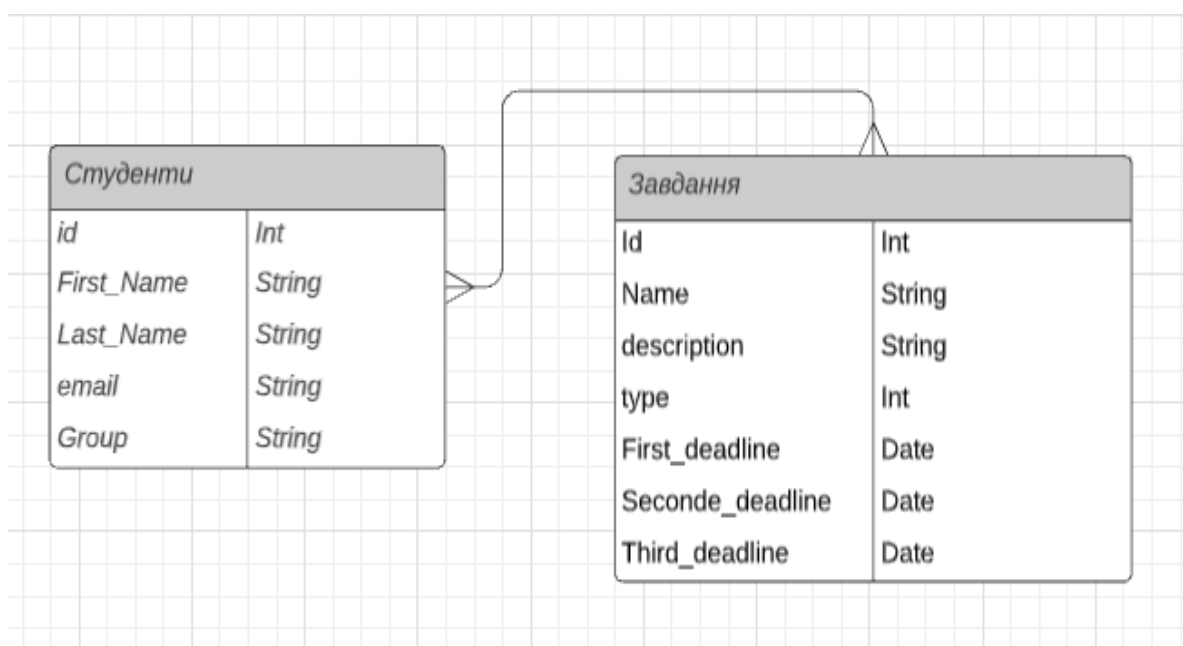 Студенти
id Int
First_Name String
Last_Name String
email String
Group String
Завдання
Id Int
Name String
description String
type Int
First_deadline Date
Seconde_deadline Date
Third_deadline Date